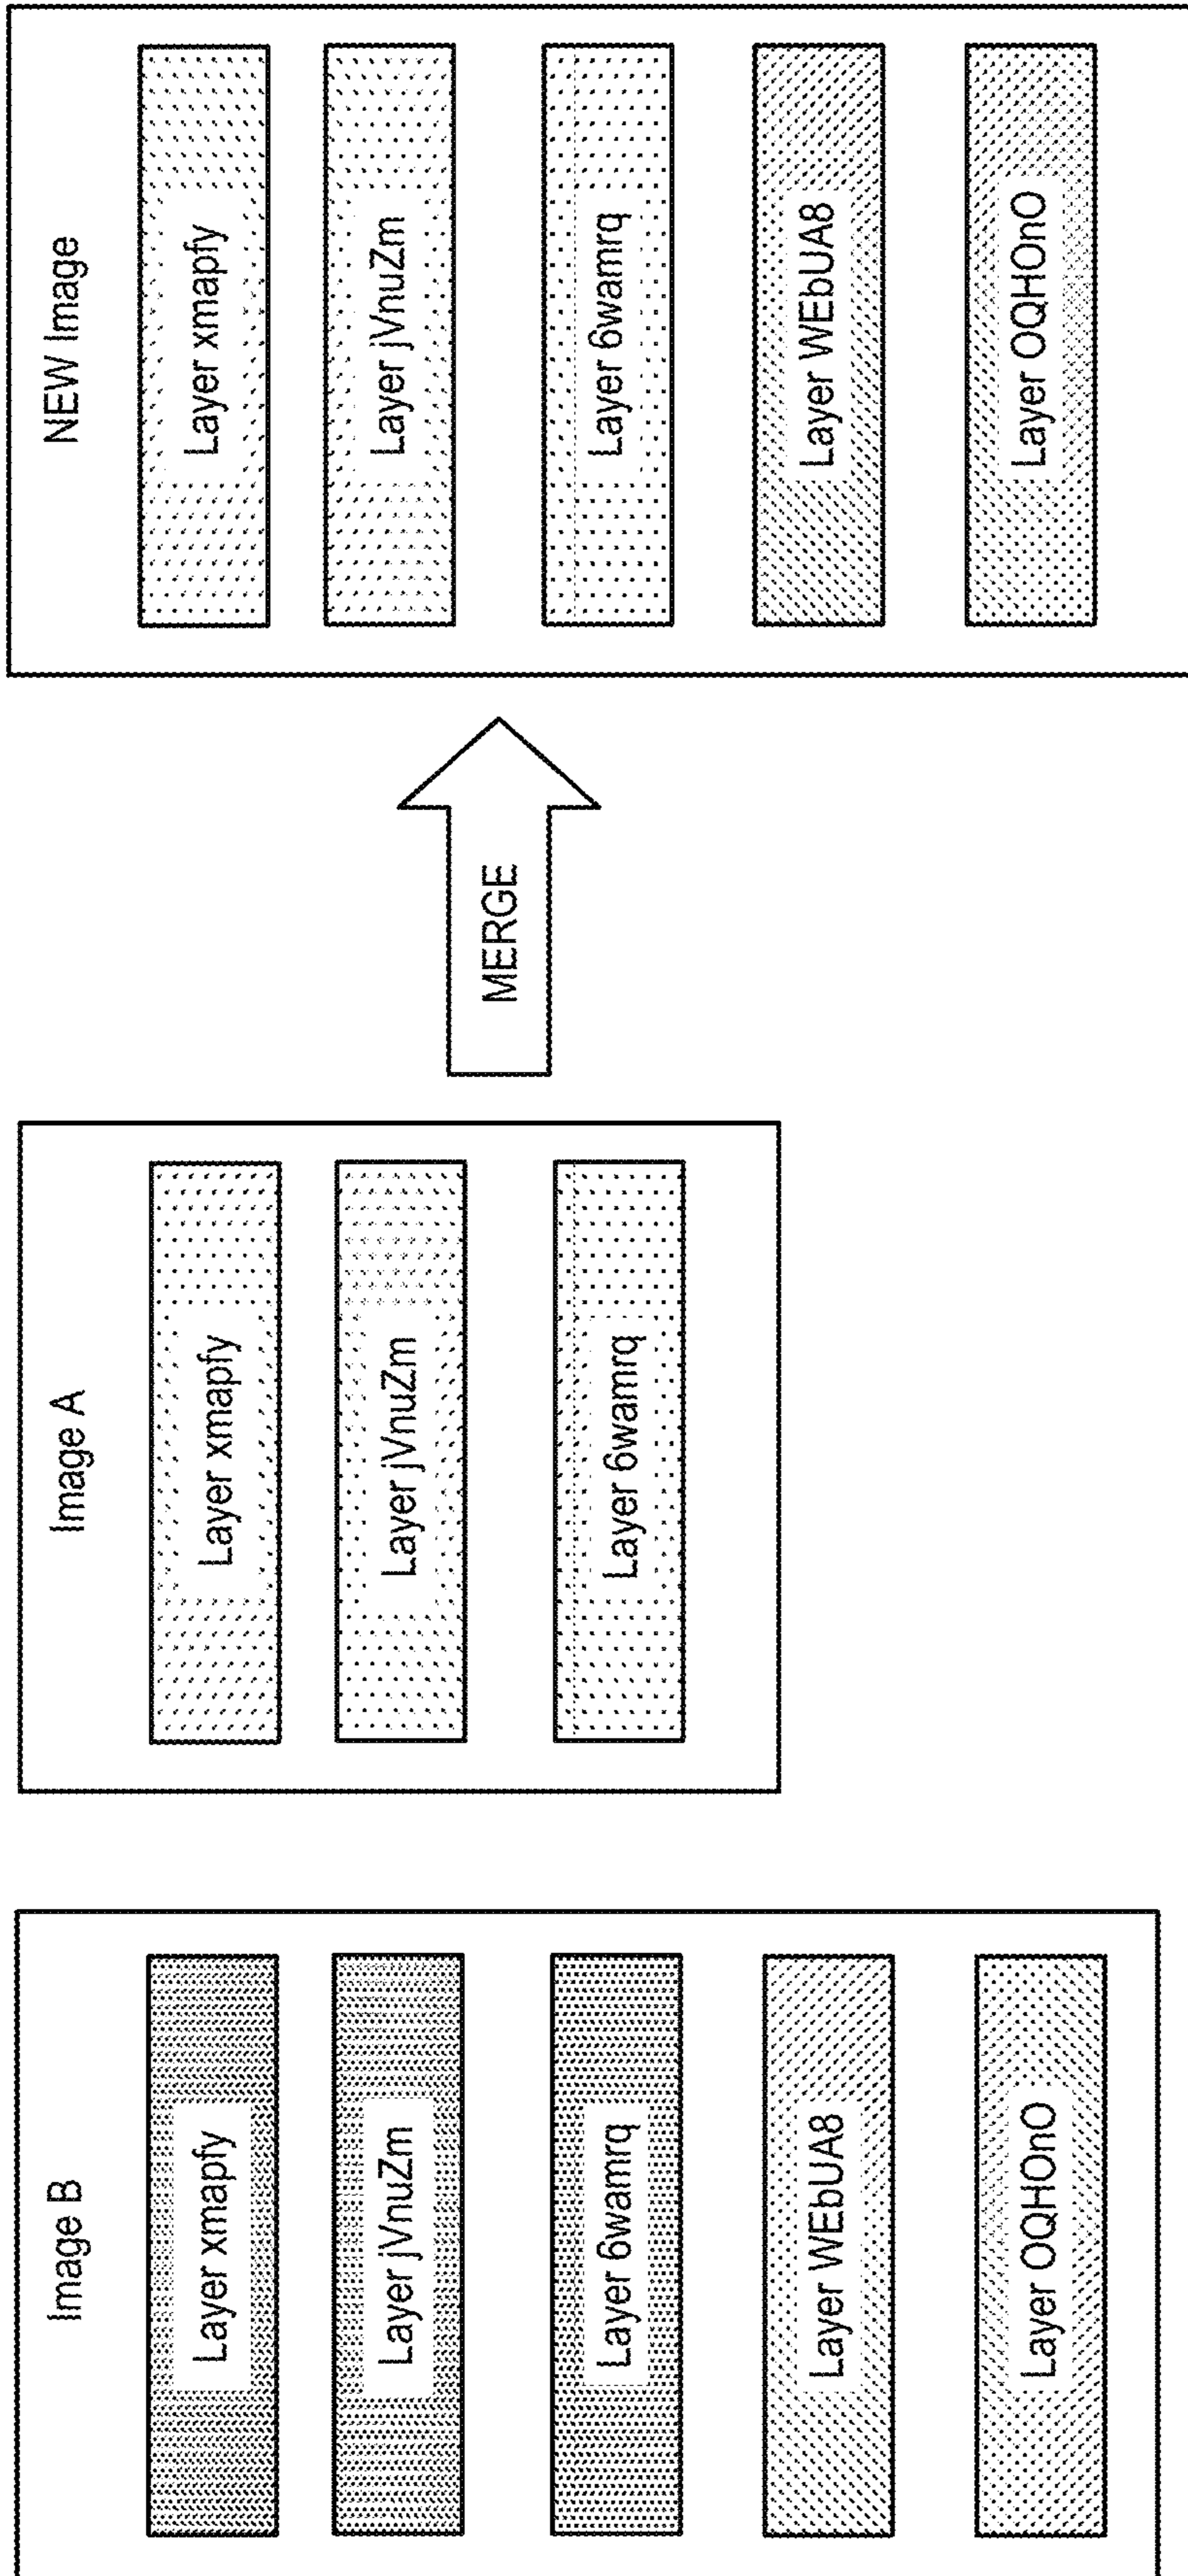 Image B
Layer xmapfy
Layer jVnuZm
Layer 6wamrq
Layer WEbUA8
Layer OQHOnO
Image A
Layer xmapfy
Layer jVnuZm
Layer 6wamrq
MERGE
NEW Image
Layer xmapfy
Layer jVnuZm
Layer 6wamrq
Layer WEbUA8
Layer OQHOnO